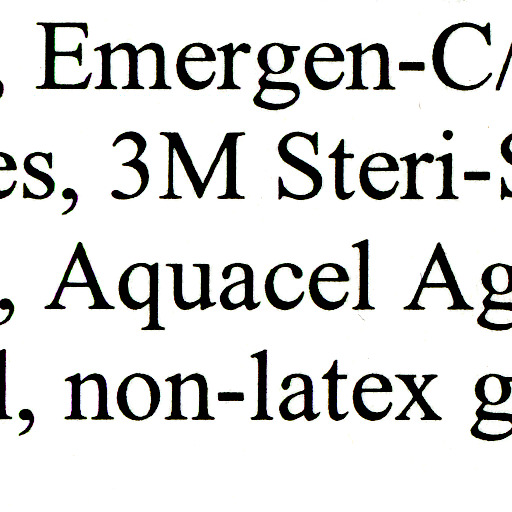 , Emergen-C/
es, 3M Steri-S
, Aquacel Ag
l, non-latex g